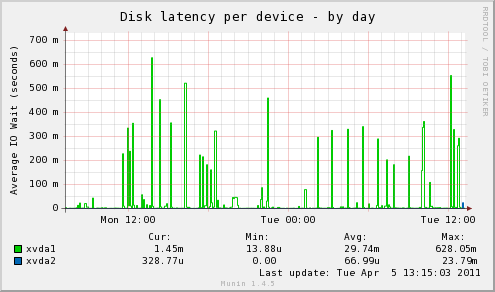 Disk latency per device - by day
RRDTOOL / TOBI OETIKER
Average IO Wait (seconds)
700 m
600 m
500 m
400 m
300 m
200 m
100 m
0
Mon 12:00 Tue 00:00 Tue 12:00
Cur: Min: Avg: Max:
xvda1 1.45m 13.88u 29.74m 628.05m
xvda2 328.77u 0.00 66.99u 23.79m
Last update: Tue Apr 5 13:15:03 2011
Munin 1.4.5